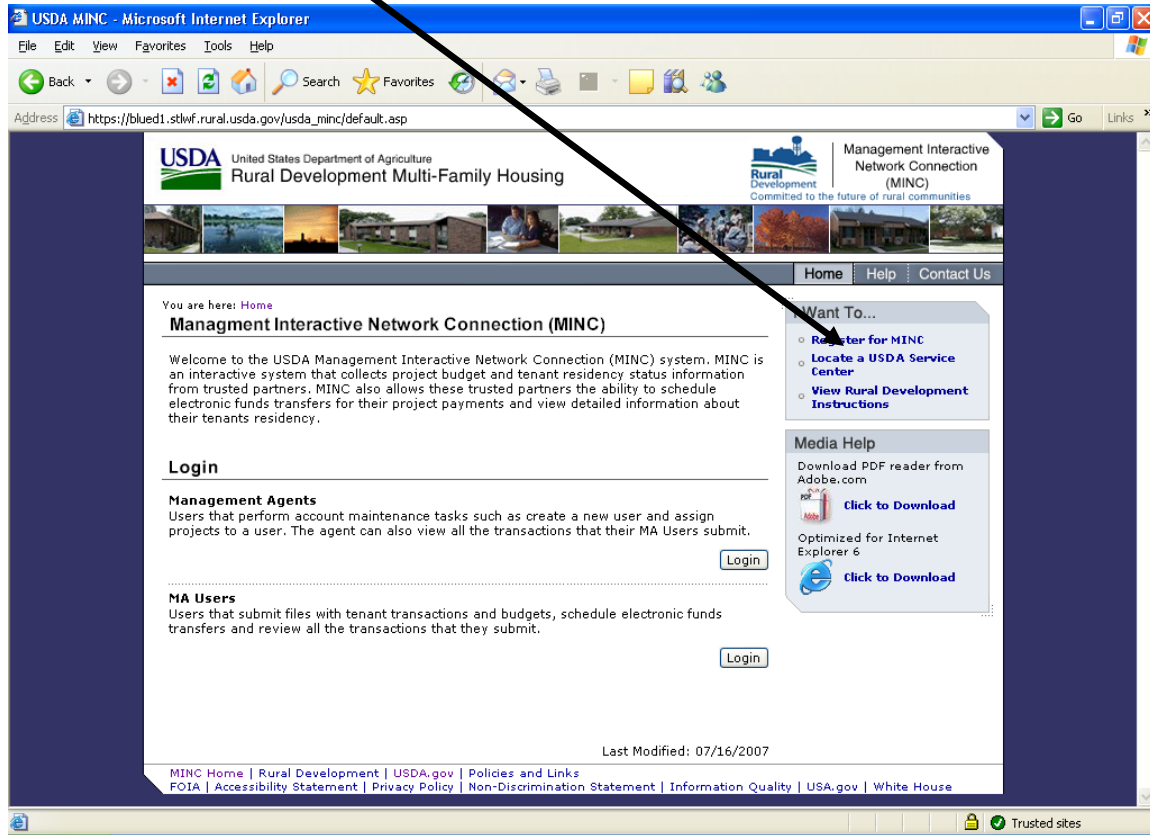 USDA MINC - Microsoft Internet Explorer
File Edit View Favorites Tools Help
Back Search Favorites
Address https://blued1.stlwf.rural.usda.gov/usda_minc/default.asp Go Links »
USDA United States Department of Agriculture
Rural Development Multi-Family Housing
Rural Development
Committed to the future of rural communities
Management Interactive
Network Connection
(MINC)
Home Help Contact Us
You are here: Home
Managment Interactive Network Connection (MINC)
Welcome to the USDA Management Interactive Network Connection (MINC) system. MINC is
an interactive system that collects project budget and tenant residency status information
from trusted partners. MINC also allows these trusted partners the ability to schedule
electronic funds transfers for their project payments and view detailed information about
their tenants residency.
Login
Management Agents
Users that perform account maintenance tasks such as create a new user and assign
projects to a user. The agent can also view all the transactions that their MA Users submit.
Login
MA Users
Users that submit files with tenant transactions and budgets, schedule electronic funds
transfers and review all the transactions that they submit.
Login
I Want To...
Register for MINC
Locate a USDA Service
Center
View Rural Development
Instructions
Media Help
Download PDF reader from
Adobe.com
PDF
Adobe
Click to Download
Optimized for Internet
Explorer 6
Click to Download
Last Modified: 07/16/2007
MINC Home | Rural Development | USDA.gov | Policies and Links
FOIA | Accessibility Statement | Privacy Policy | Non-Discrimination Statement | Information Quality | USA.gov | White House
Trusted sites